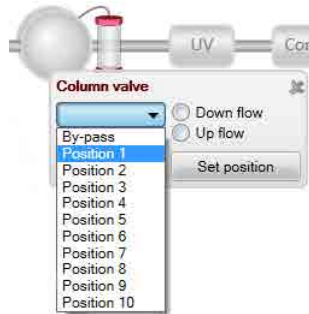 UV
Con
Column valve
Down flow
Up flow
By-pass
Position 1
Set position
Position 2
Position 3
Position 4
Position 5
Position 6
Position 7
Position 8
Position 9
Position 10